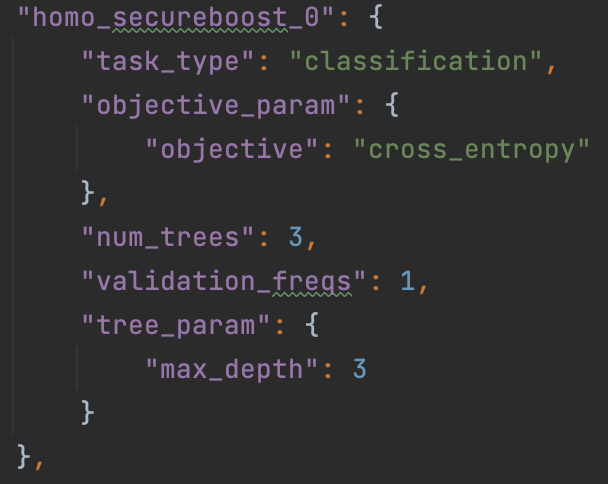 "homo_secureboost_0": {
    "task_type": "classification",
    "objective_param": {
        "objective": "cross_entropy"
    },
    "num_trees": 3,
    "validation_freqs": 1,
    "tree_param": {
        "max_depth": 3
    }
},